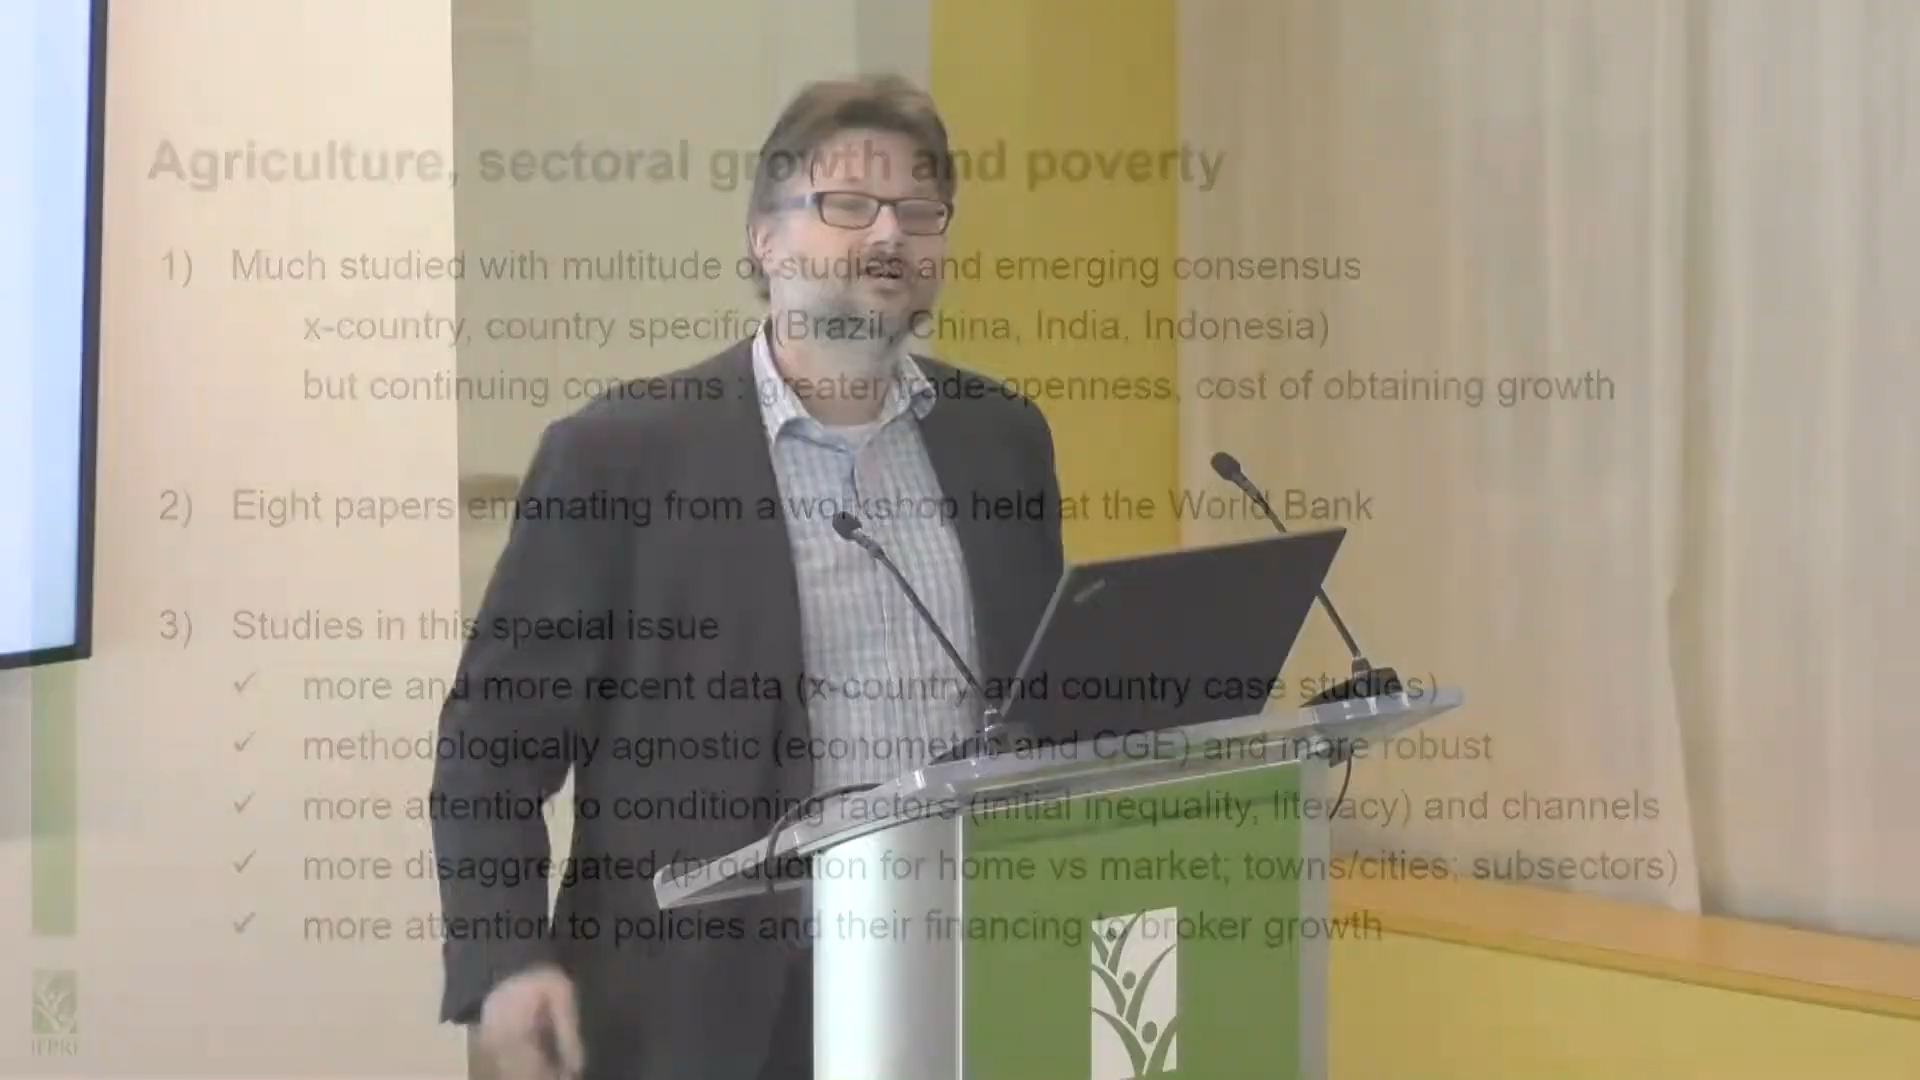 Agriculture, sectoral growth and poverty
1) Much studied with multitude of studies and emerging consensus
x-country, country specific (Brazil, China, India, Indonesia)
but continuing concerns : greater trade-openness, cost of obtaining growth
2) Eight papers emanating from a workshop held at the World Bank
3) Studies in this special issue
✓ more and more recent data (x-country and country case studies)
✓ methodologically agnostic (econometric and CGE) and more robust
✓ more attention to conditioning factors (initial inequality, literacy) and channels
✓ more disaggregated (production for home vs market; towns/cities; subsectors)
✓ more attention to policies and their financing to broker growth
IFPRI